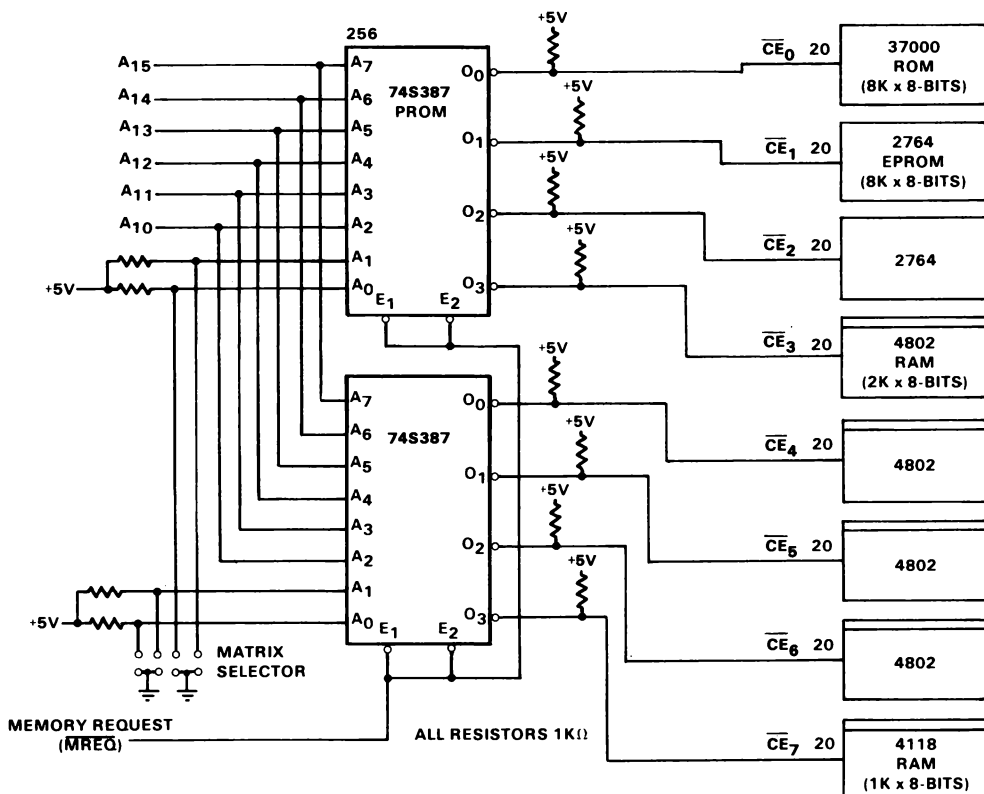 256
A15
A14
A13
A12
A11
A10
+5V
A7
A6
A5
A4
A3
A2
A1
A0
74S387
PROM
O0
O1
O2
O3
E1 E2
+5V
+5V
+5V
+5V
CE0 20
37000
ROM
(8K x 8-BITS)
CE1 20
2764
EPROM
(8K x 8-BITS)
CE2 20
2764
CE3 20
4802
RAM
(2K x 8-BITS)
A7
A6
A5
A4
A3
A2
A1
A0
74S387
O0
O1
O2
O3
E1 E2
+5V
+5V
+5V
+5V
+5V
CE4 20
4802
CE5 20
4802
CE6 20
4802
CE7 20
4118
RAM
(1K x 8-BITS)
MATRIX
SELECTOR
MEMORY REQUEST
(MREQ)
ALL RESISTORS 1KΩ